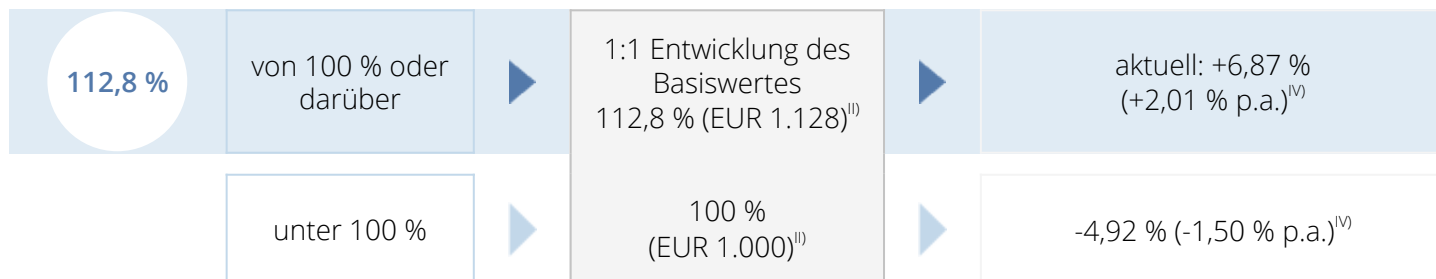 112,8 %
von 100 % oder
darüber
1:1 Entwicklung des
Basiswertes
112,8 % (EUR 1.128)II)
aktuell: +6,87 %
(+2,01 % p.a.)IV)
unter 100 %
100 %
(EUR 1.000)II)
-4,92 % (-1,50 % p.a.)IV)